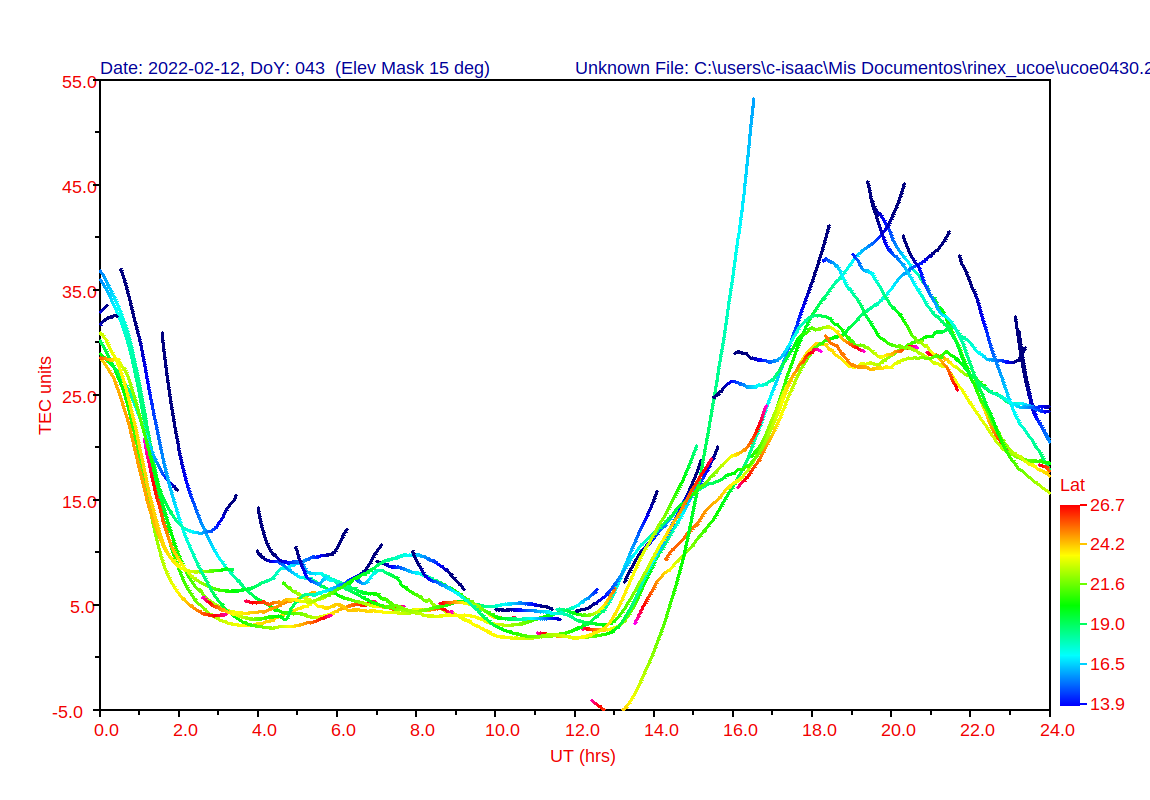 Date: 2022-02-12, DoY: 043  (Elev Mask 15 deg) Unknown File: C:\users\c-isaac\Mis Documentos\rinex_ucoe\ucoe0430.2
55.0
45.0
35.0
25.0
15.0
5.0
-5.0
TEC units
0.0 2.0 4.0 6.0 8.0 10.0 12.0 14.0 16.0 18.0 20.0 22.0 24.0
UT (hrs)
Lat
26.7
24.2
21.6
19.0
16.5
13.9